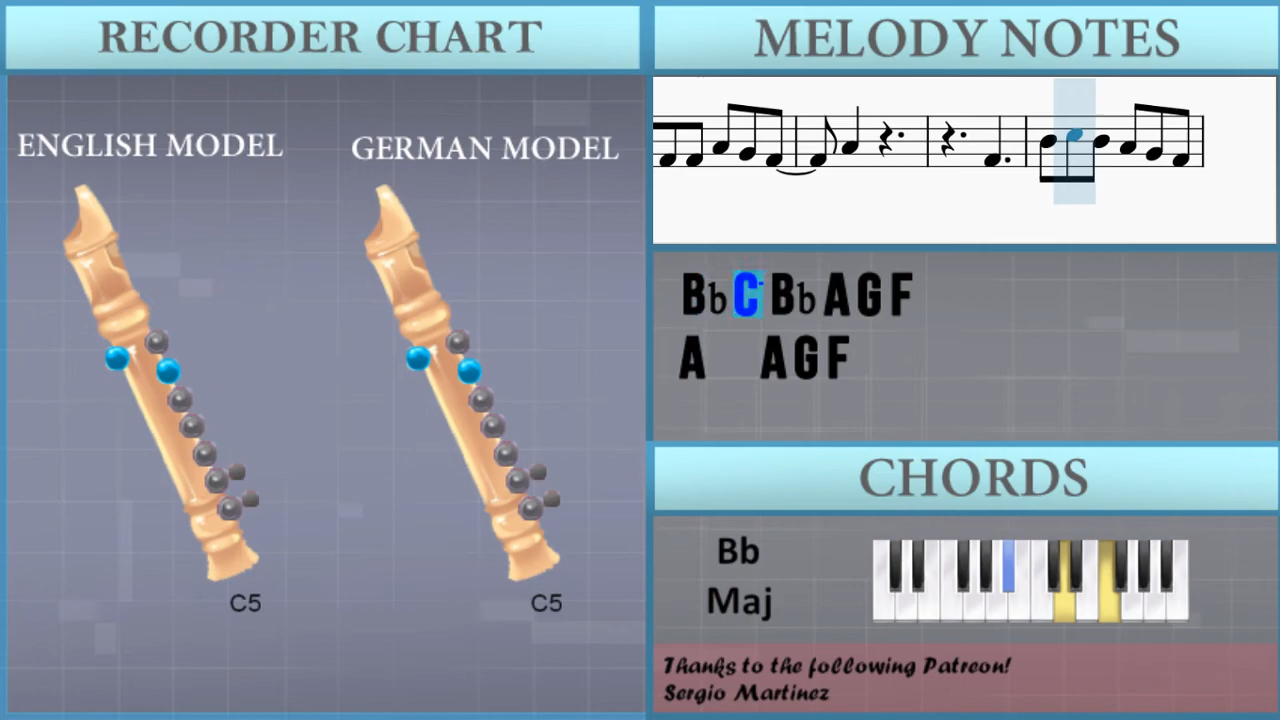 RECORDER CHART
ENGLISH MODEL
GERMAN MODEL
C5
C5
MELODY NOTES
Bb C· Bb A G F
A A G F
CHORDS
Bb
Maj
Thanks to the following Patreon!
Sergio Martinez